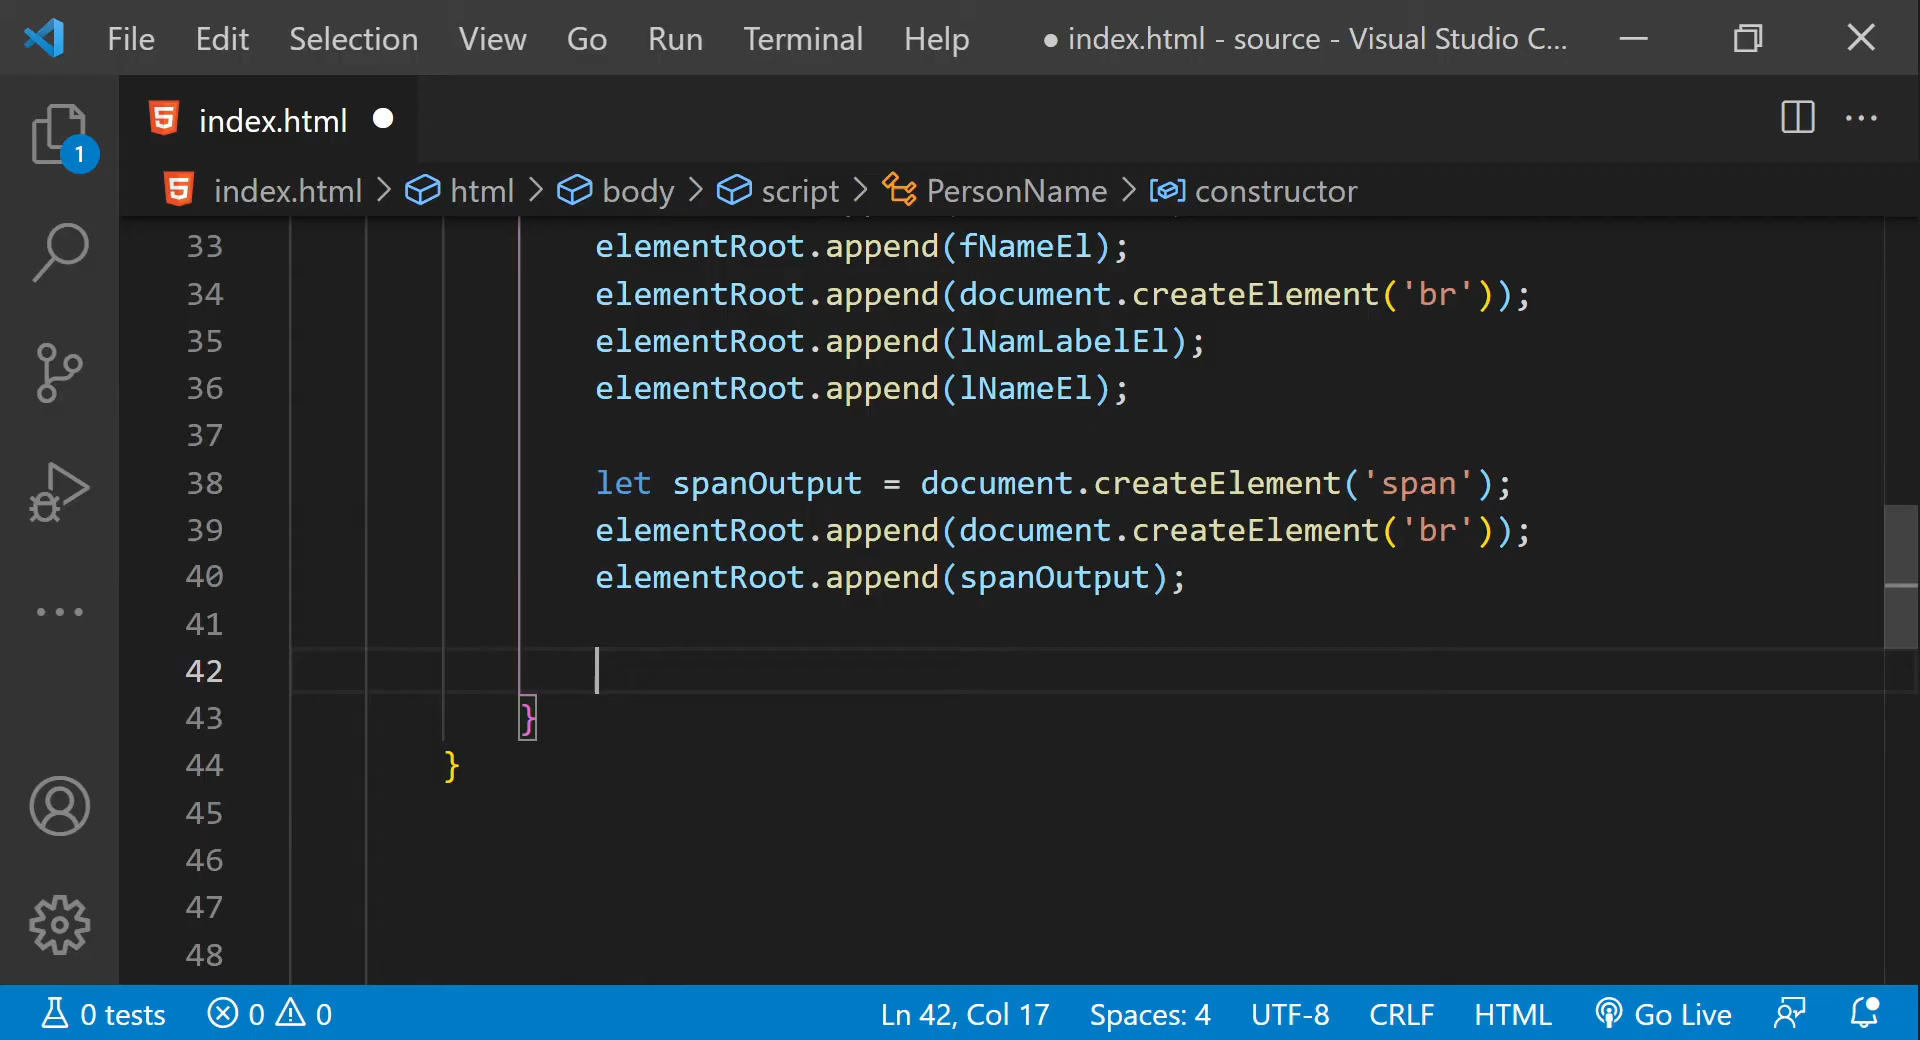 File Edit Selection View Go Run Terminal Help ● index.html - source - Visual Studio C...
index.html
1
index.html > html > body > script > PersonName > constructor
33 elementRoot.append(fNameEl);
34 elementRoot.append(document.createElement('br'));
35 elementRoot.append(lNamLabelEl);
36 elementRoot.append(lNameEl);
37
38 let spanOutput = document.createElement('span');
39 elementRoot.append(document.createElement('br'));
40 elementRoot.append(spanOutput);
41
42
43 }
44 }
45
46
47
48
0 tests 0 0 Ln 42, Col 17 Spaces: 4 UTF-8 CRLF HTML Go Live